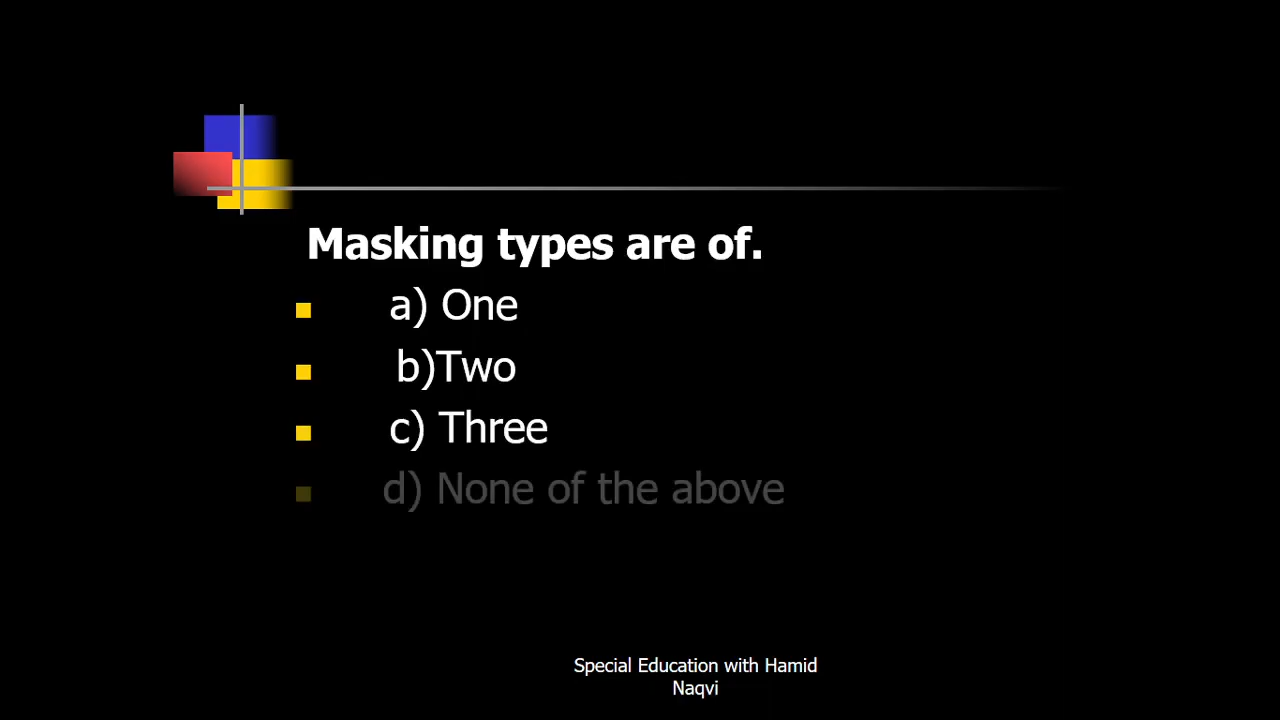 Masking types are of.
a) One
b)Two
c) Three
d) None of the above
Special Education with Hamid
Naqvi